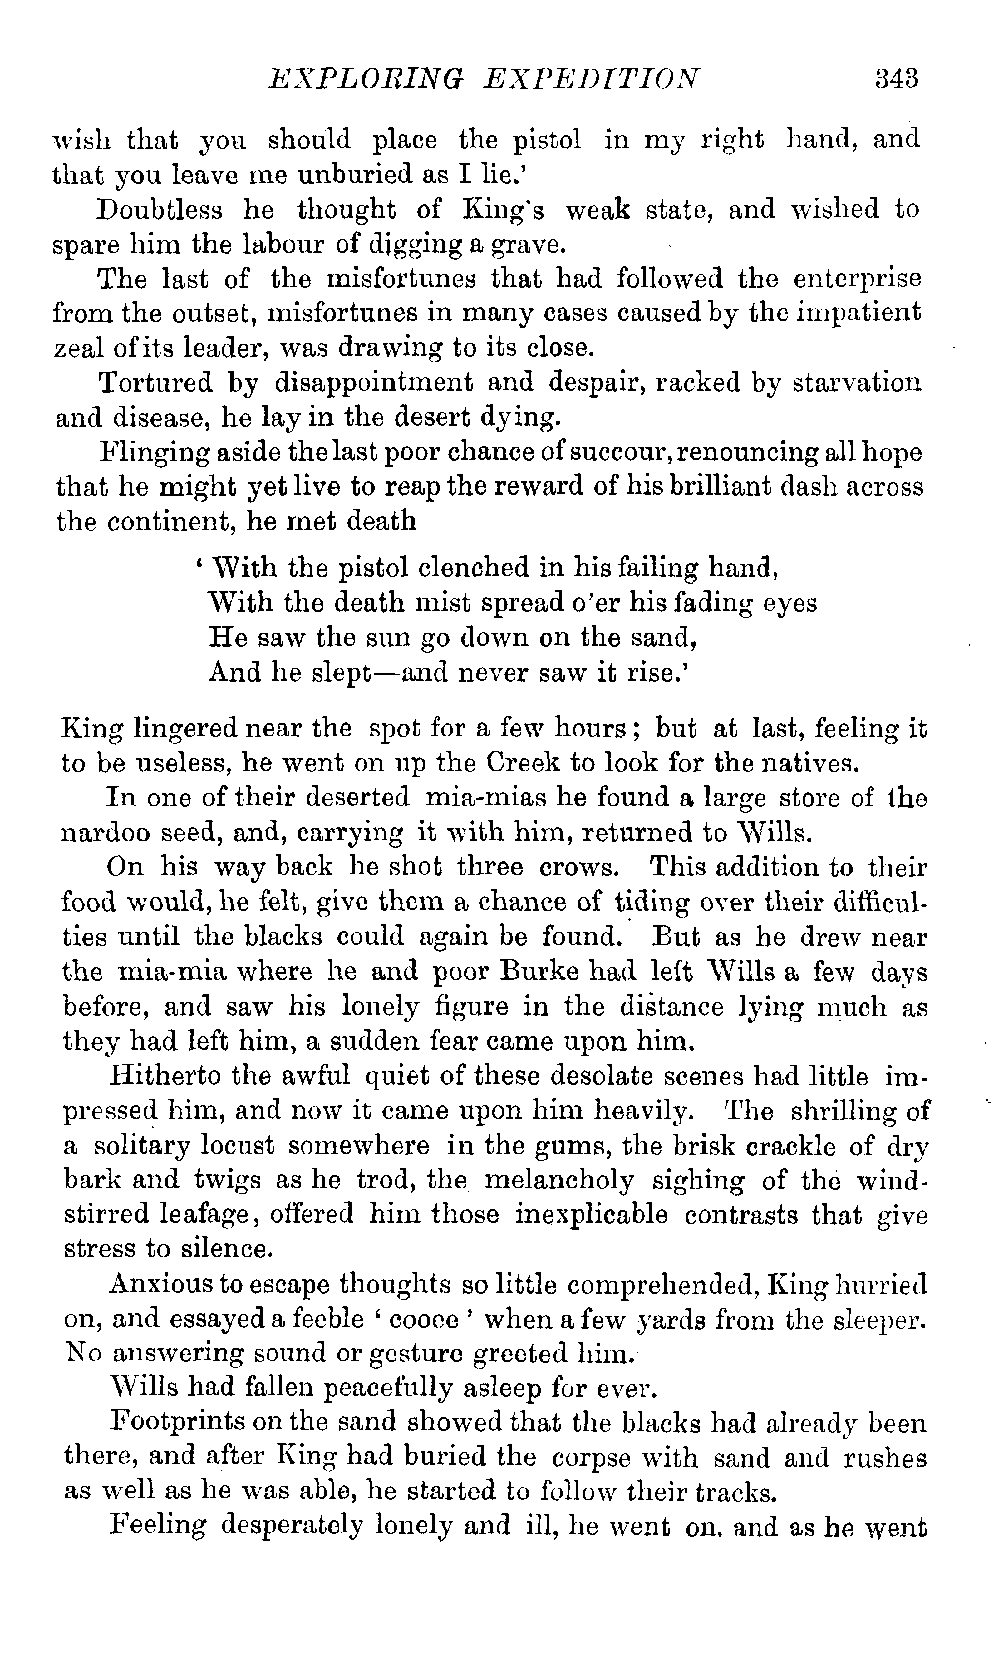 EXPLORING EXPEDITION 343
wish that you should place the pistol in my right hand, and
that you leave me unburied as I lie.'
Doubtless he thought of King's weak state, and wished to
spare him the labour of digging a grave.
The last of the misfortunes that had followed the enterprise
from the outset, misfortunes in many cases caused by the impatient
zeal of its leader, was drawing to its close.
Tortured by disappointment and despair, racked by starvation
and disease, he lay in the desert dying.
Flinging aside the last poor chance of succour, renouncing all hope
that he might yet live to reap the reward of his brilliant dash across
the continent, he met death
‘ With the pistol clenched in his failing hand,
With the death mist spread o'er his fading eyes
He saw the sun go down on the sand,
And he slept—and never saw it rise.'
King lingered near the spot for a few hours; but at last, feeling it
to be useless, he went on up the Creek to look for the natives.
In one of their deserted mia-mias he found a large store of the
nardoo seed, and, carrying it with him, returned to Wills.
On his way back he shot three crows. This addition to their
food would, he felt, give them a chance of tiding over their difficul-
ties until the blacks could again be found. But as he drew near
the mia-mia where he and poor Burke had left Wills a few days
before, and saw his lonely figure in the distance lying much as
they had left him, a sudden fear came upon him.
Hitherto the awful quiet of these desolate scenes had little im-
pressed him, and now it came upon him heavily. The shrilling of
a solitary locust somewhere in the gums, the brisk crackle of dry
bark and twigs as he trod, the melancholy sighing of the wind-
stirred leafage, offered him those inexplicable contrasts that give
stress to silence.
Anxious to escape thoughts so little comprehended, King hurried
on, and essayed a feeble ‘ cooee ’ when a few yards from the sleeper.
No answering sound or gesture greeted him.
Wills had fallen peacefully asleep for ever.
Footprints on the sand showed that the blacks had already been
there, and after King had buried the corpse with sand and rushes
as well as he was able, he started to follow their tracks.
Feeling desperately lonely and ill, he went on, and as he went